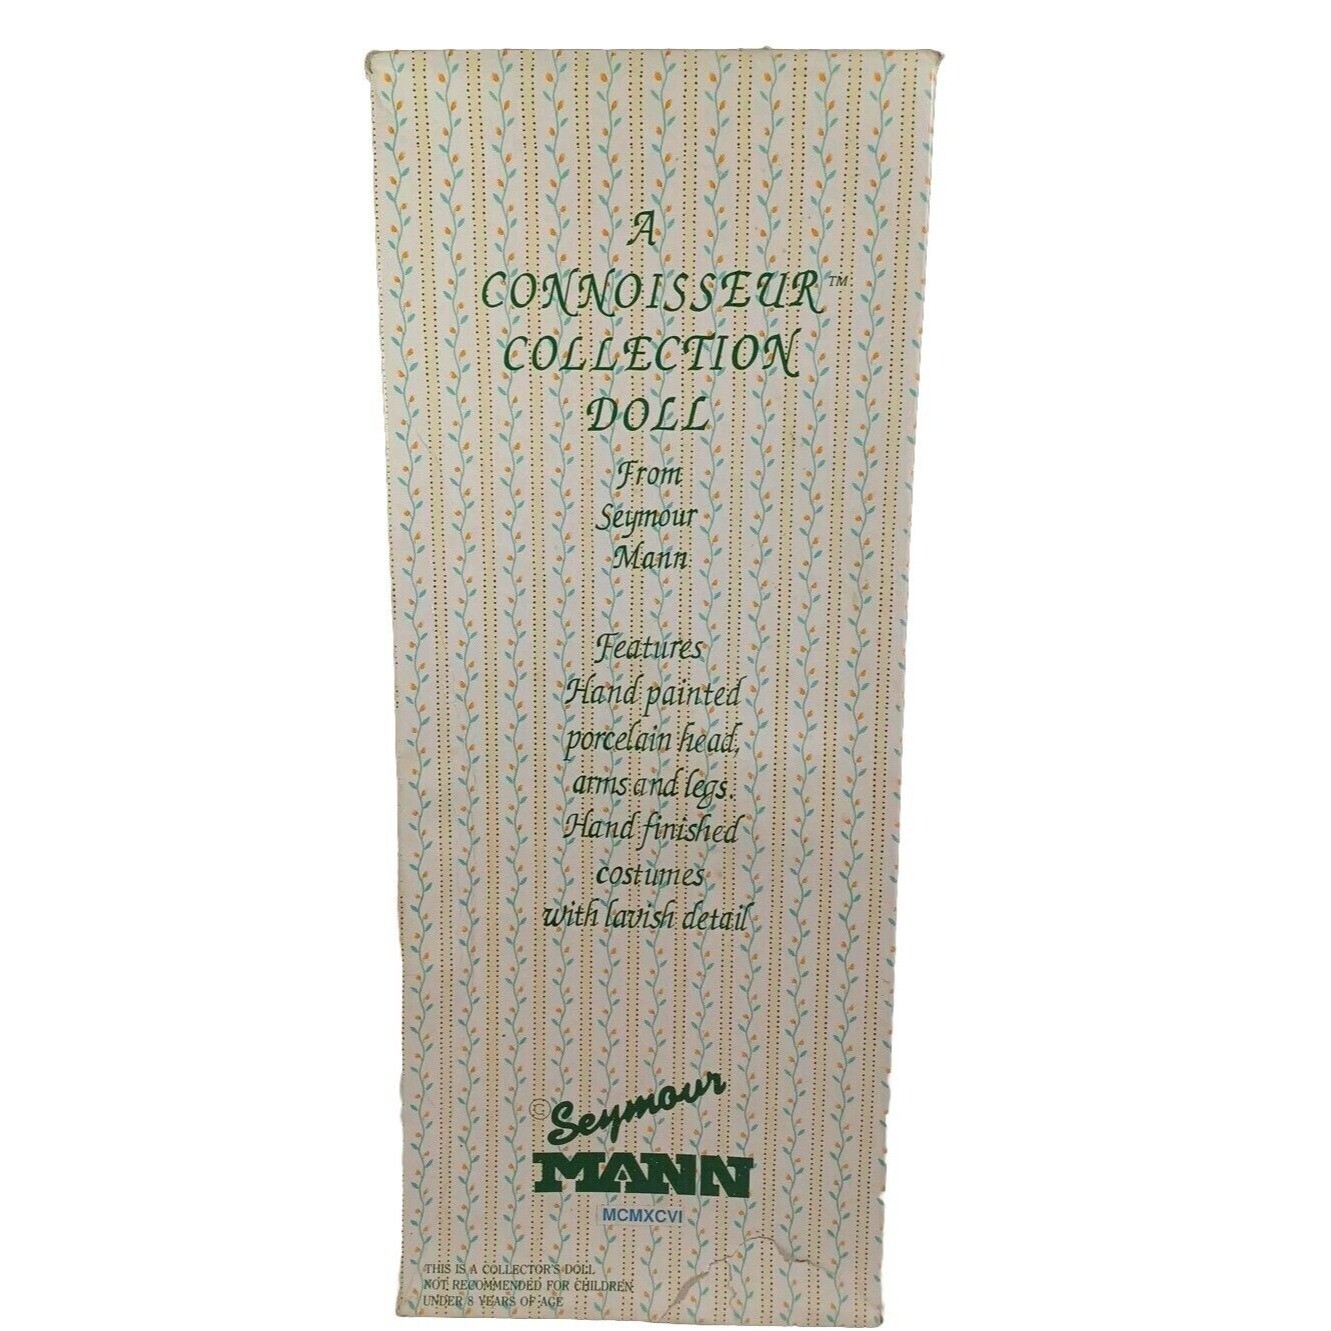 A
CONNOISSEUR™
COLLECTION
DOLL
From
Seymour
Mann
Features
Hand painted
porcelain head,
arms and legs.
Hand finished
costumes
with lavish detail
© Seymour
MANN
MCMXCVI
THIS IS A COLLECTOR'S DOLL
NOT RECOMMENDED FOR CHILDREN
UNDER 8 YEARS OF AGE